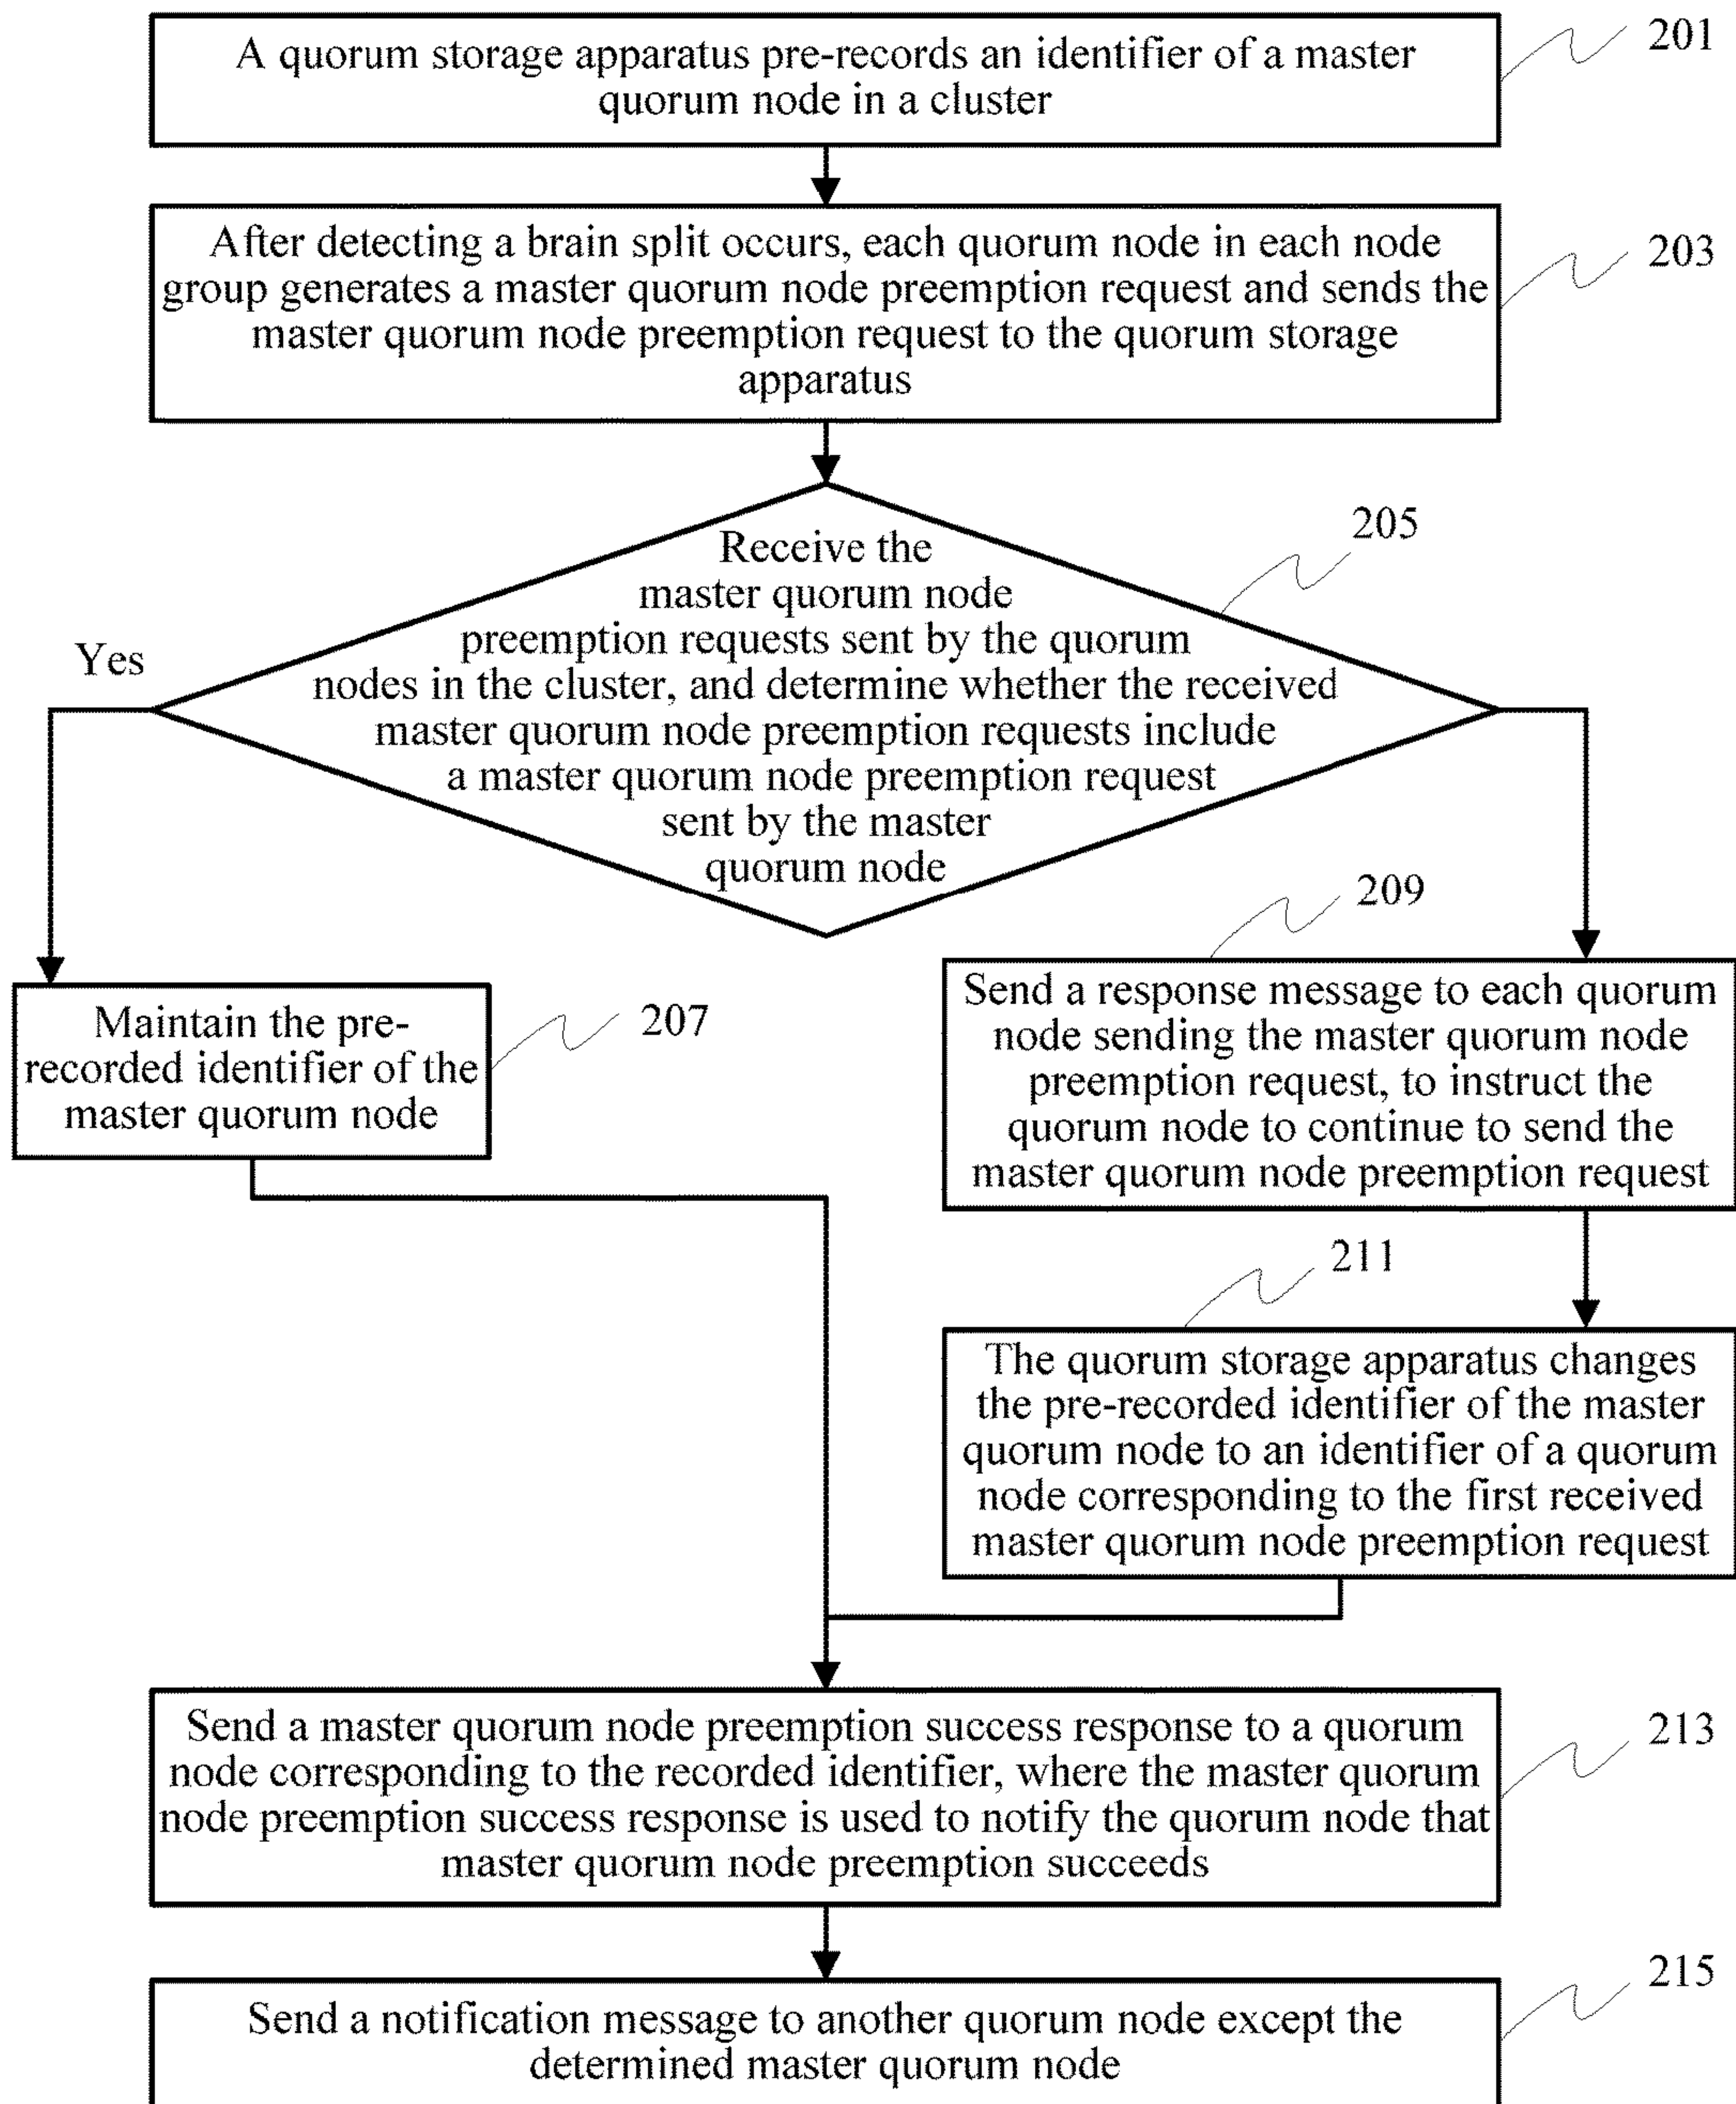 A quorum storage apparatus pre-records an identifier of a master
quorum node in a cluster
201
After detecting a brain split occurs, each quorum node in each node
group generates a master quorum node preemption request and sends the
master quorum node preemption request to the quorum storage
apparatus
203
Receive the
master quorum node
preemption requests sent by the quorum
nodes in the cluster, and determine whether the received
master quorum node preemption requests include
a master quorum node preemption request
sent by the master
quorum node
205
Yes
Maintain the pre-
recorded identifier of the
master quorum node
207
209
Send a response message to each quorum
node sending the master quorum node
preemption request, to instruct the
quorum node to continue to send the
master quorum node preemption request
211
The quorum storage apparatus changes
the pre-recorded identifier of the master
quorum node to an identifier of a quorum
node corresponding to the first received
master quorum node preemption request
Send a master quorum node preemption success response to a quorum
node corresponding to the recorded identifier, where the master quorum
node preemption success response is used to notify the quorum node that
master quorum node preemption succeeds
213
Send a notification message to another quorum node except the
determined master quorum node
215